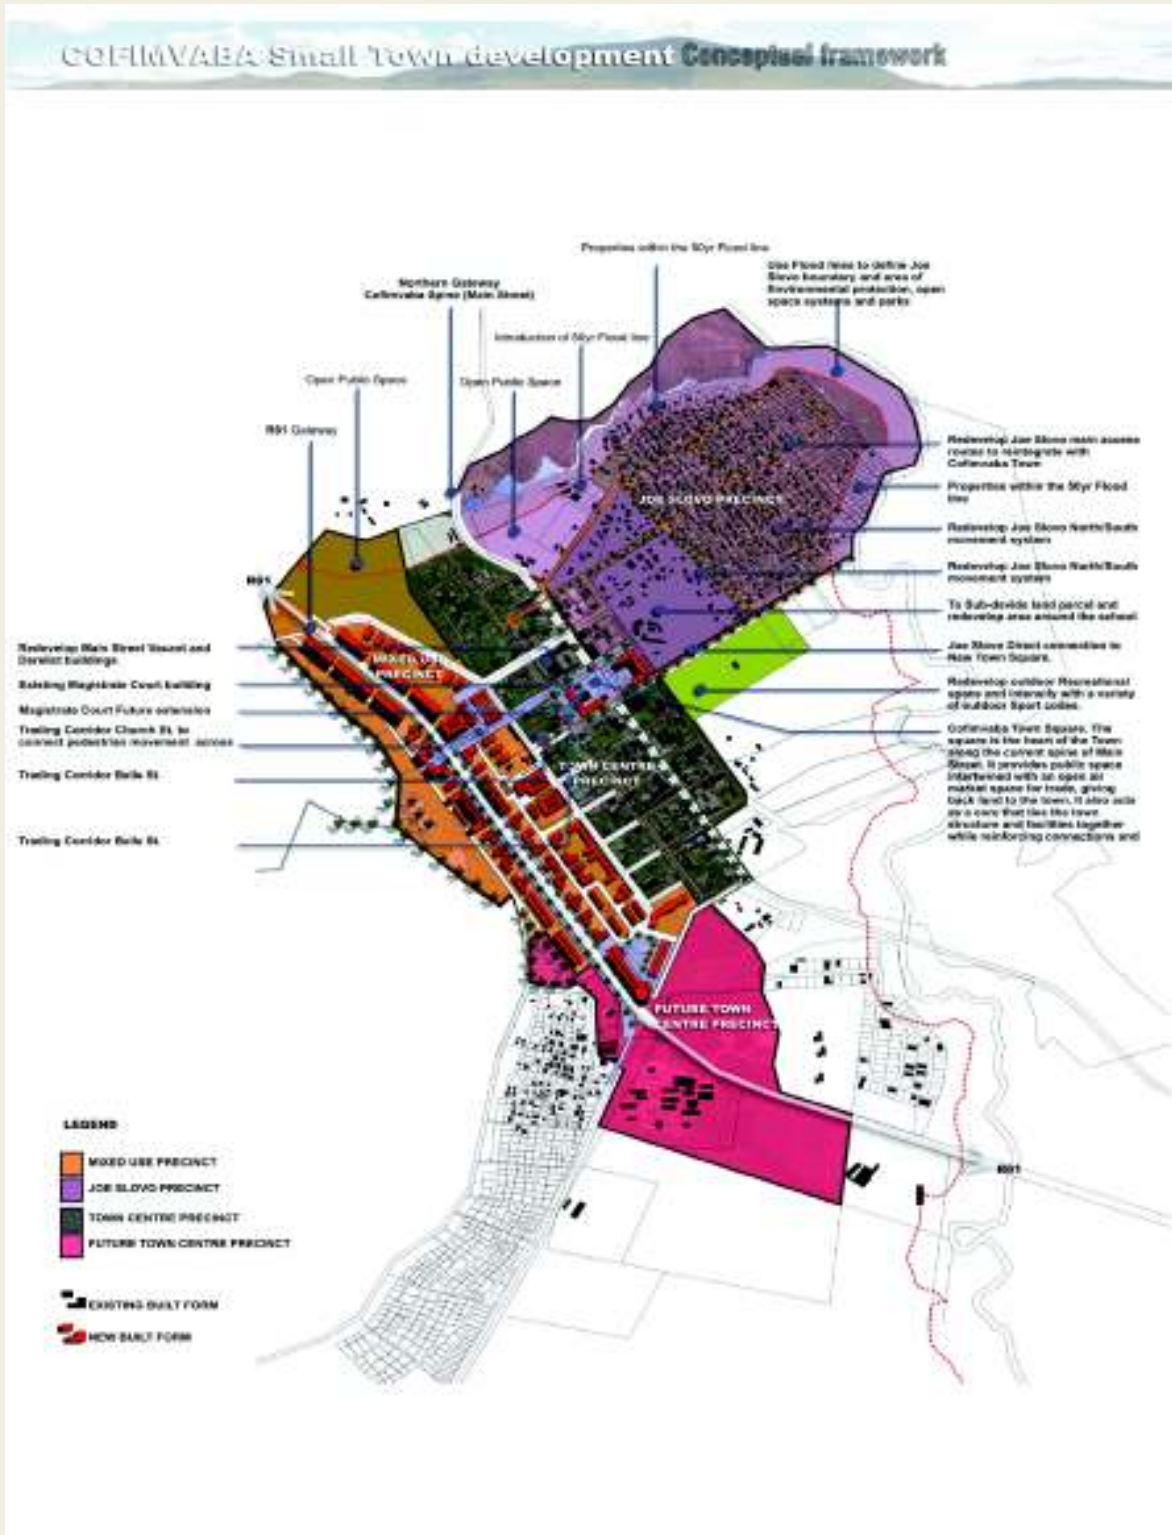 COFIMVABA Small Town development Conceptual framework
Properties within the 50yr Flood line
Use Flood lines to define Joe
Slovo boundary and area of
Environmental protection, open
space systems and parks
Northern Gateway
Cofimvaba Spine (Main Street)
Introduction of 50yr Flood line
Open Public Space
Open Public Space
R61 Gateway
Redevelop Joe Slovo main access
routes to reintegrate with
Cofimvaba Town
Properties within the 50yr Flood
line
JOE SLOVO PRECINCT
Redevelop Joe Slovo North/South
movement system
Redevelop Joe Slovo North/South
movement system
R61
To Sub-devide land parcel and
redevelop area around the school
Joe Slovo Direct connection to
New Town Square.
Redevelop Main Street Vacant and
Derelict buildings
MIXED USE
PRECINCT
Existing Magistrate Court building
Redevelop outdoor Recreational
space and intensify with a variety
of outdoor Sport codes.
Magistrate Court Future extension
Trading Corridor Church St. to
connect pedestrian movement across
Cofimvaba Town Square. The
square is the heart of the Town
along the current spine of Main
Street. It provides public space
intertwined with an open air
market space for trade, giving
back land to the town. It also acts
as a core that ties the town
structure and facilities together
while reinforcing connections and
TOWN CENTRE
PRECINCT
Trading Corridor St.
Trading Corridor St.
FUTURE TOWN
CENTRE PRECINCT
R61
LEGEND
MIXED USE PRECINCT
JOE SLOVO PRECINCT
TOWN CENTRE PRECINCT
FUTURE TOWN CENTRE PRECINCT
EXISTING BUILT FORM
NEW BUILT FORM